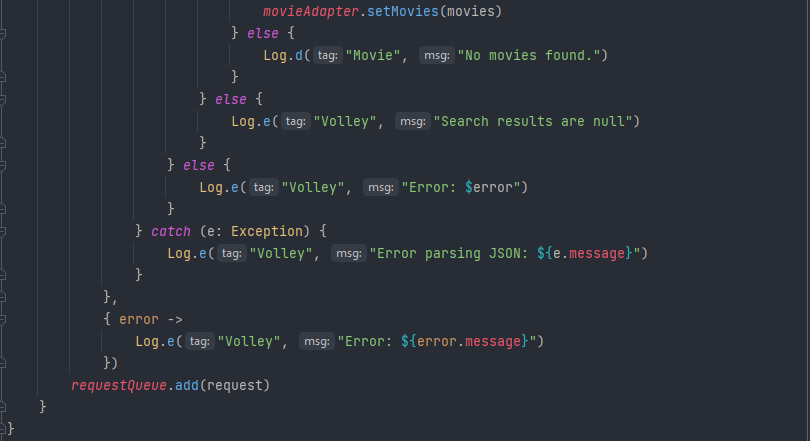 movieAdapter.setMovies(movies)
} else {
Log.d( tag: "Movie", msg: "No movies found.")
}
} else {
Log.e( tag: "Volley", msg: "Search results are null")
}
} else {
Log.e( tag: "Volley", msg: "Error: $error")
}
} catch (e: Exception) {
Log.e( tag: "Volley", msg: "Error parsing JSON: ${e.message}")
}
},
{ error ->
Log.e( tag: "Volley", msg: "Error: ${error.message}")
})
requestQueue.add(request)
}
}